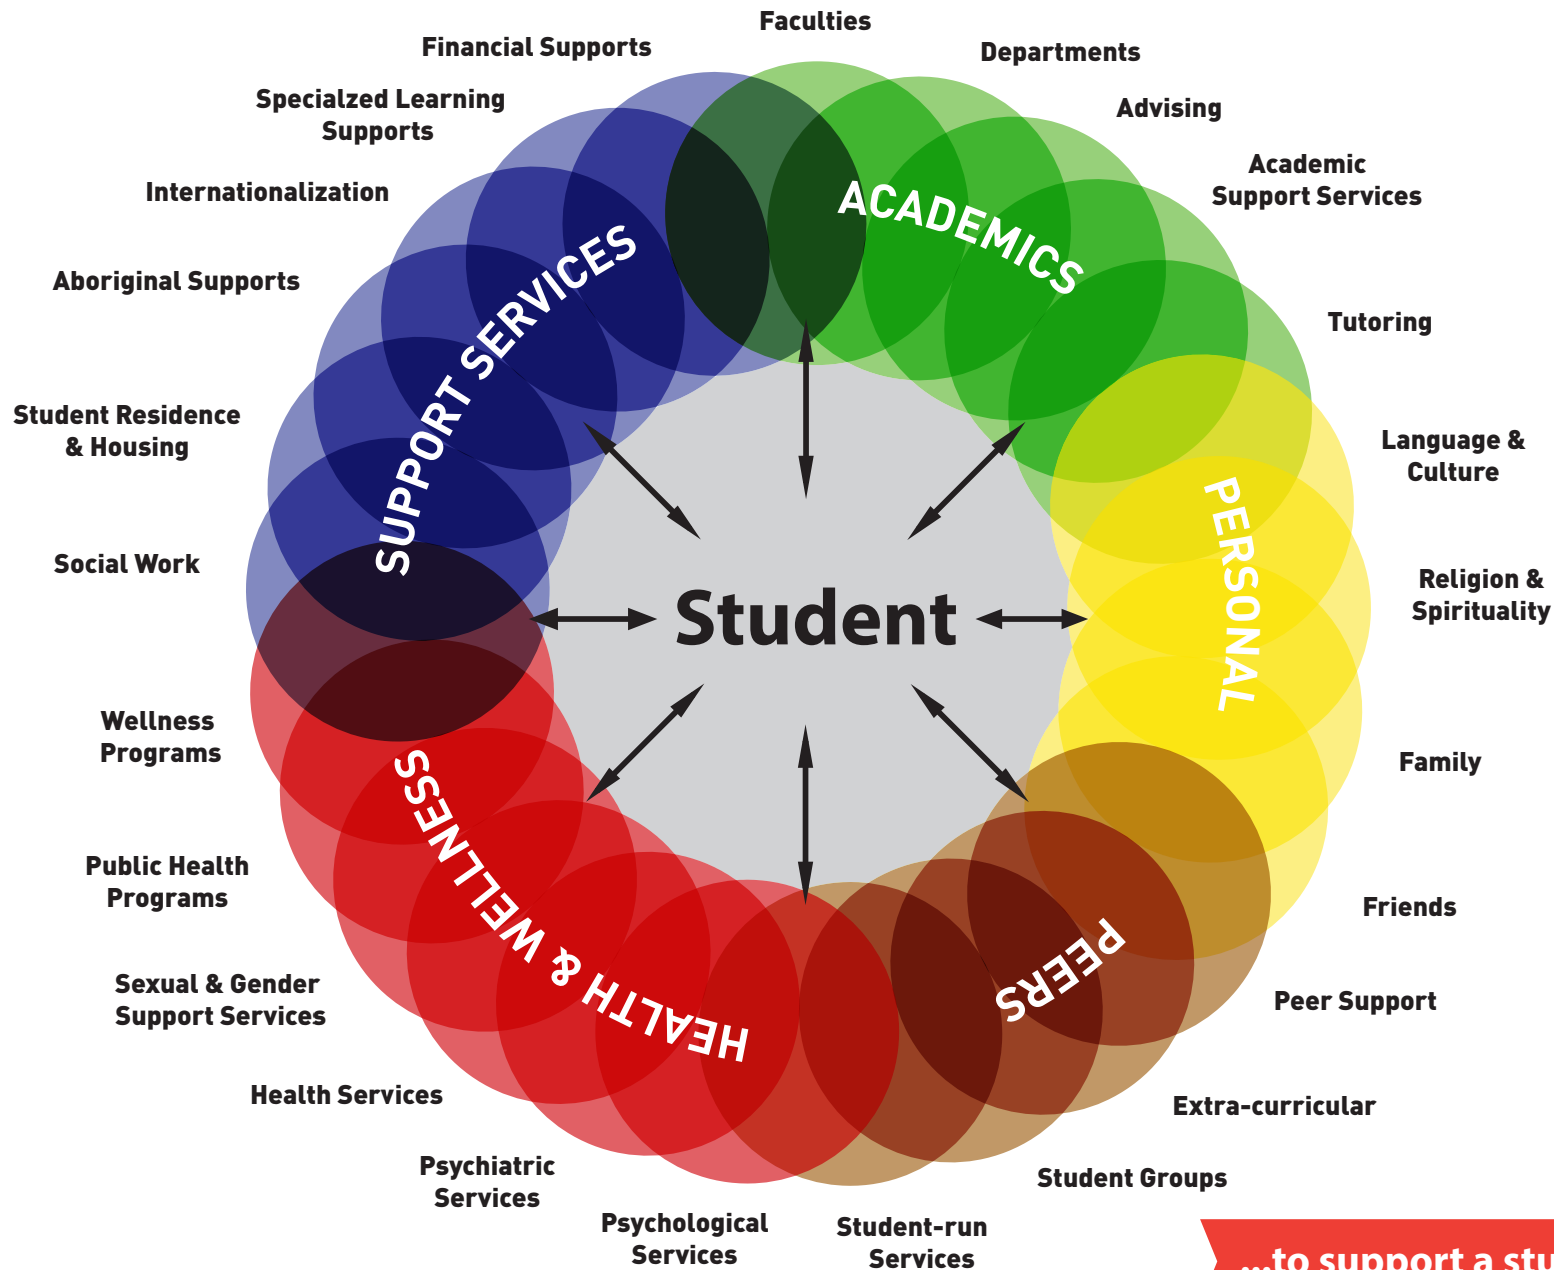 Faculties
Departments
Advising
Academic
Support Services
Tutoring
Language &
Culture
Religion &
Spirituality
Family
Friends
Peer Support
Extra-curricular
Student Groups
Student-run
Services
Psychological
Services
Psychiatric
Services
Health Services
Sexual & Gender
Support Services
Public Health
Programs
Wellness
Programs
Social Work
Student Residence
& Housing
Aboriginal Supports
Internationalization
Specialzed Learning
Supports
Financial Supports
ACADEMICS
PERSONAL
PEERS
HEALTH & WELLNESS
SUPPORT SERVICES
Student
...to support a stu